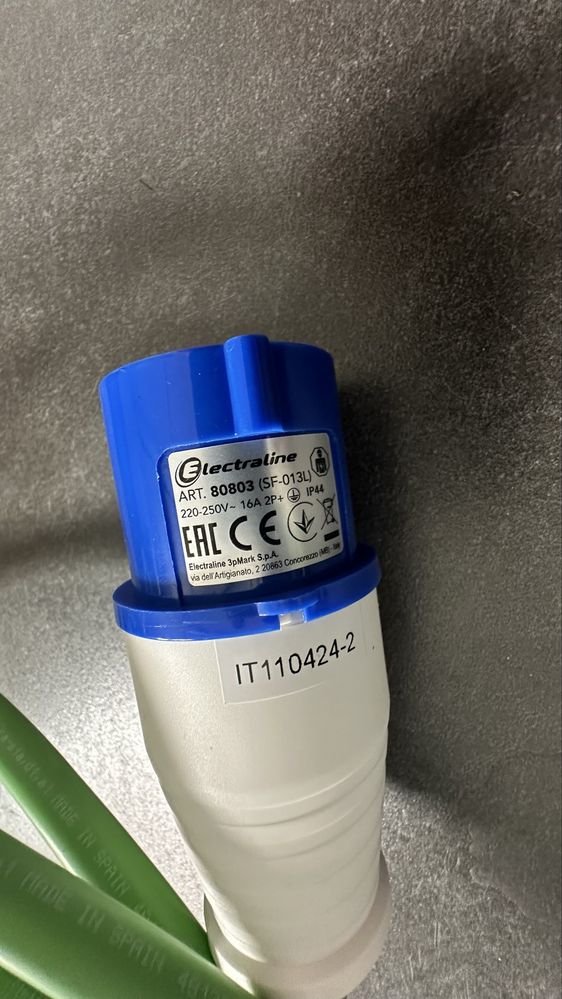 Electraline
ART. 80803 (SF-013L)
220-250V~ 16A 2P+ IP44
EAC CE
Electraline 3pMark S.p.A.
via dell'Artigianato, 2 20863 Concorezzo (MB) - Italy
IT110424-2
MADE IN SPAIN
MADE IN SPAIN